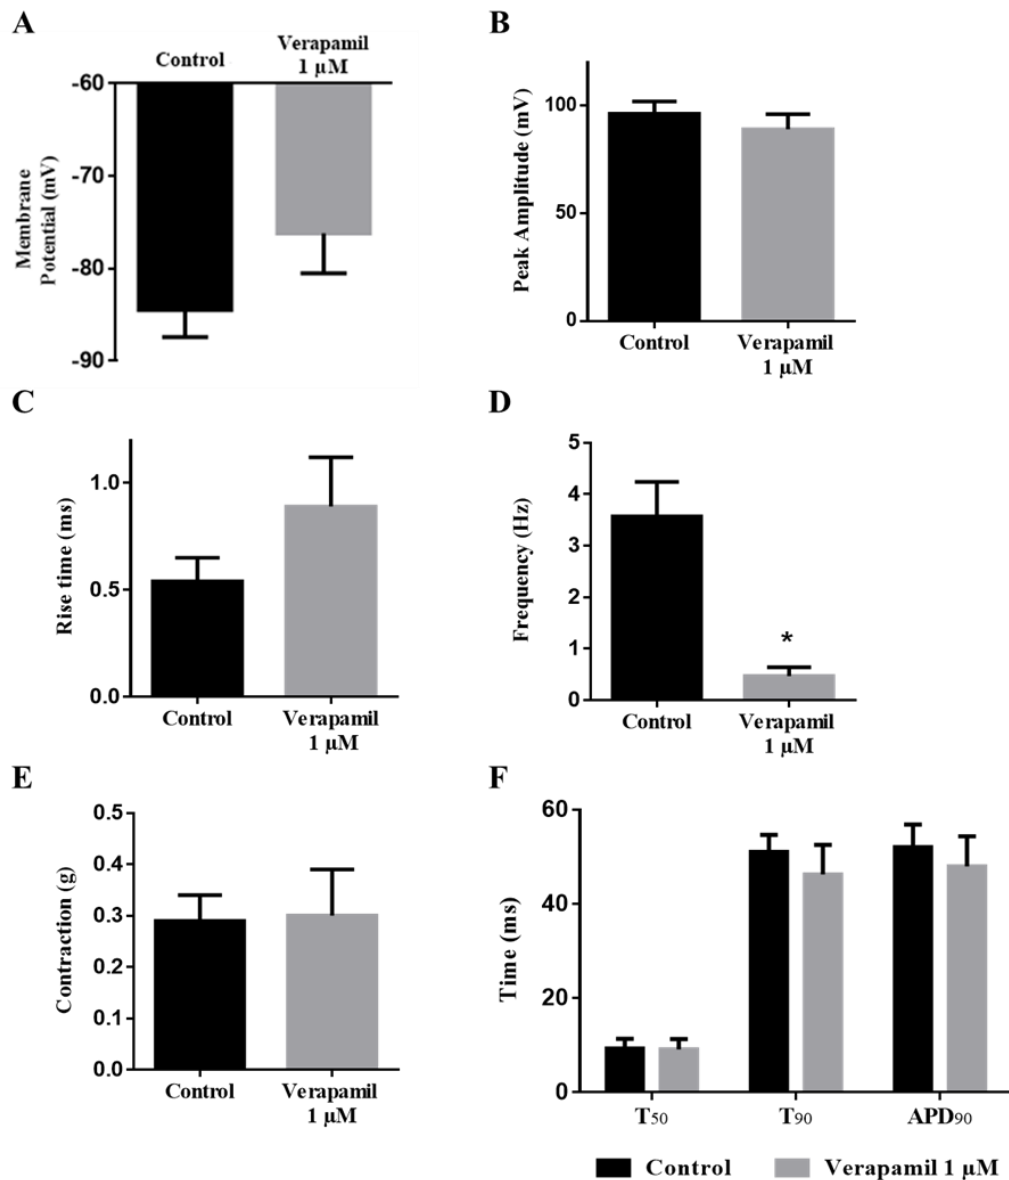 A
Control
Verapamil
1 µM
-60
-70
-80
-90
Membrane
Potential (mV)
B
100
50
0
Peak Amplitude (mV)
Control
Verapamil
1 µM
C
1.0
0.5
0.0
Rise time (ms)
Control
Verapamil
1 µM
D
5
4
3
2
1
0
Frequency (Hz)
*
Control
Verapamil
1 µM
E
0.5
0.4
0.3
0.2
0.1
0.0
Contraction (g)
Control
Verapamil
1 µM
F
60
40
20
0
Time (ms)
T50
T90
APD90
Control
Verapamil 1 µM